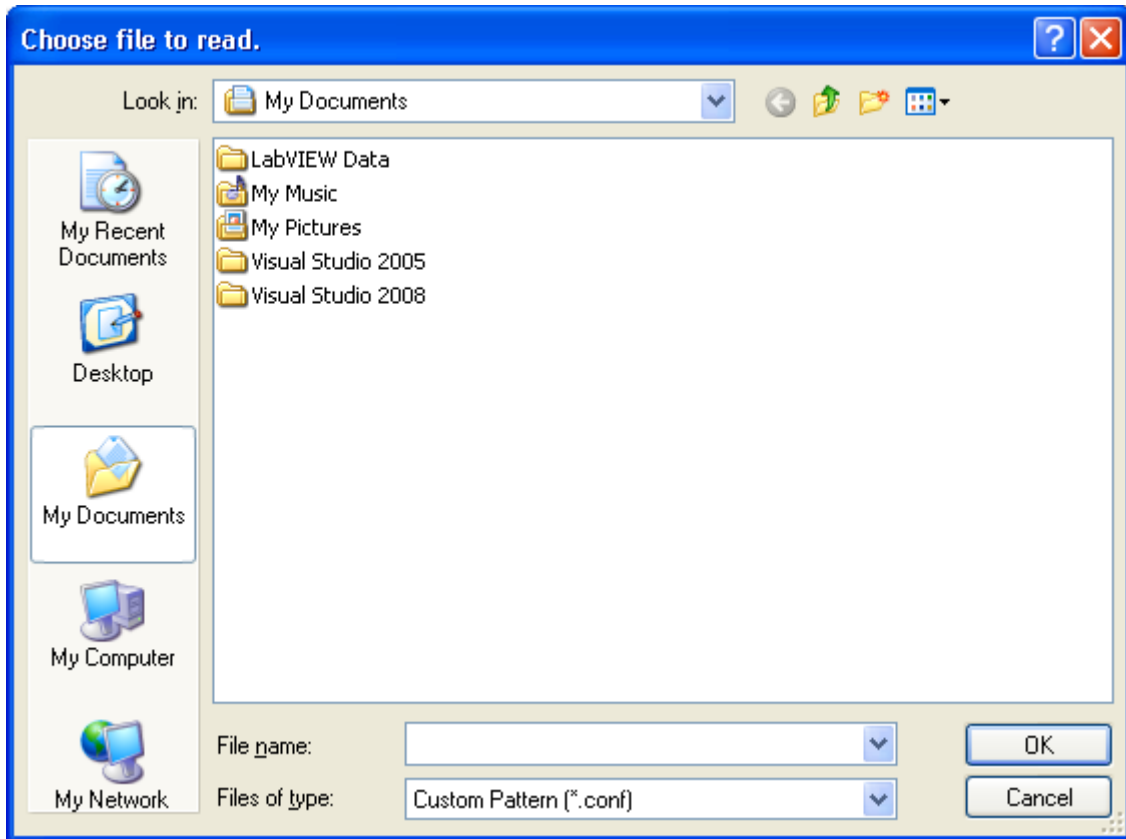 Choose file to read.
Look in:
My Documents
My Recent
Documents
Desktop
My Documents
My Computer
My Network
LabVIEW Data
My Music
My Pictures
Visual Studio 2005
Visual Studio 2008
File name:
OK
Files of type:
Custom Pattern (*.conf)
Cancel